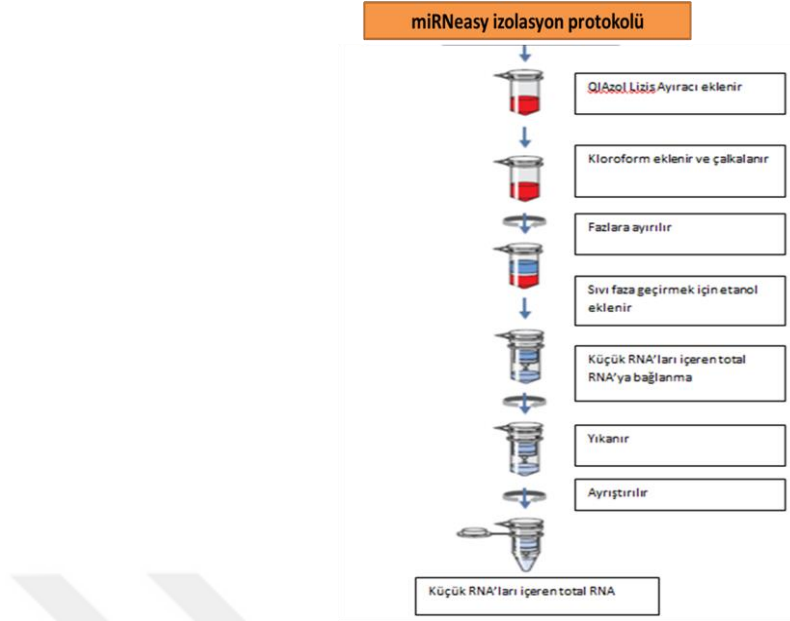 miRNeasy izolasyon protokolü
QIAzol Lizis Ayıracı eklenir
Kloroform eklenir ve çalkalanır
Fazlara ayırılır
Sıvı faza geçirmek için etanol
eklenir
Küçük RNA'ları içeren total
RNA'ya bağlanma
Yıkanır
Ayrıştırılır
Küçük RNA'ları içeren total RNA